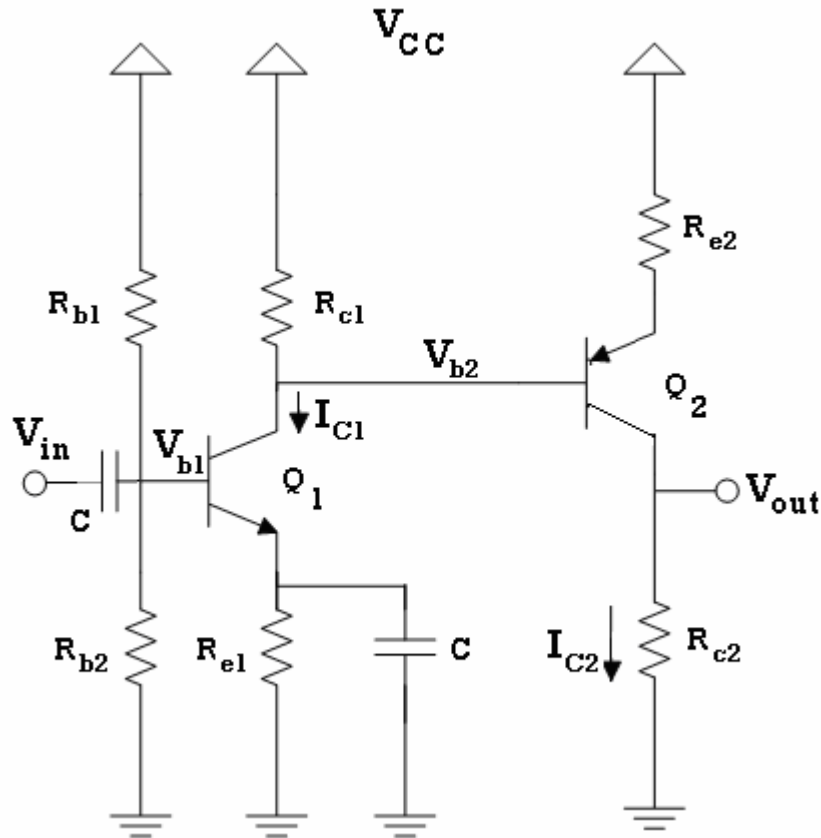 VCC
Re2
Rb1
Rc1
Vb2
Q2
IC1
Vin
Vb1
Q1
Vout
C
Rb2
Re1
C
IC2
Rc2